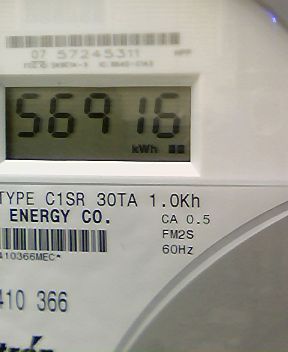 07 57245311
56916
kWh
TYPE C1SR 30TA 1.0Kh
ENERGY CO.
CA 0.5
FM2S
60Hz
410366MEC*
410 366